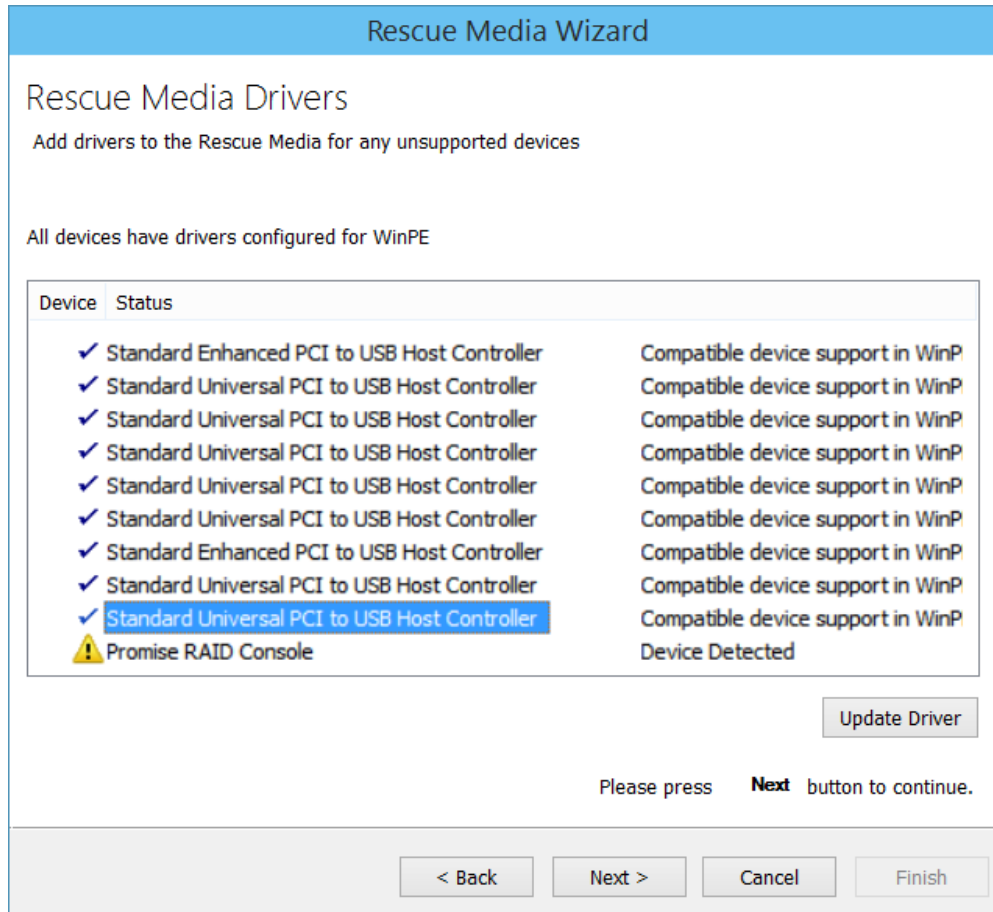 Rescue Media Wizard
Rescue Media Drivers
Add drivers to the Rescue Media for any unsupported devices
All devices have drivers configured for WinPE
Device Status
Standard Enhanced PCI to USB Host Controller Compatible device support in WinP
Standard Universal PCI to USB Host Controller Compatible device support in WinP
Standard Universal PCI to USB Host Controller Compatible device support in WinP
Standard Universal PCI to USB Host Controller Compatible device support in WinP
Standard Universal PCI to USB Host Controller Compatible device support in WinP
Standard Universal PCI to USB Host Controller Compatible device support in WinP
Standard Enhanced PCI to USB Host Controller Compatible device support in WinP
Standard Universal PCI to USB Host Controller Compatible device support in WinP
Standard Universal PCI to USB Host Controller Compatible device support in WinP
Promise RAID Console Device Detected
Update Driver
Please press Next button to continue.
< Back Next > Cancel Finish